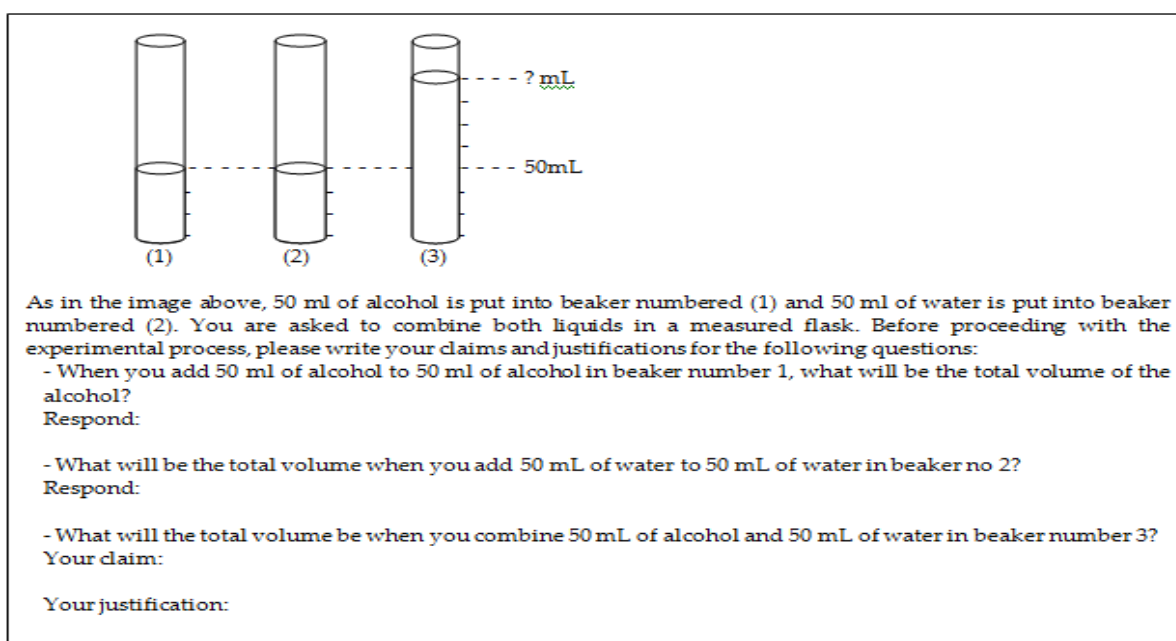 ? mL
50mL
(1) (2) (3)
As in the image above, 50 ml of alcohol is put into beaker numbered (1) and 50 ml of water is put into beaker
numbered (2). You are asked to combine both liquids in a measured flask. Before proceeding with the
experimental process, please write your claims and justifications for the following questions:
- When you add 50 ml of alcohol to 50 ml of alcohol in beaker number 1, what will be the total volume of the
alcohol?
Respond:
- What will be the total volume when you add 50 mL of water to 50 mL of water in beaker no 2?
Respond:
- What will the total volume be when you combine 50 mL of alcohol and 50 mL of water in beaker number 3?
Your claim:
Your justification: